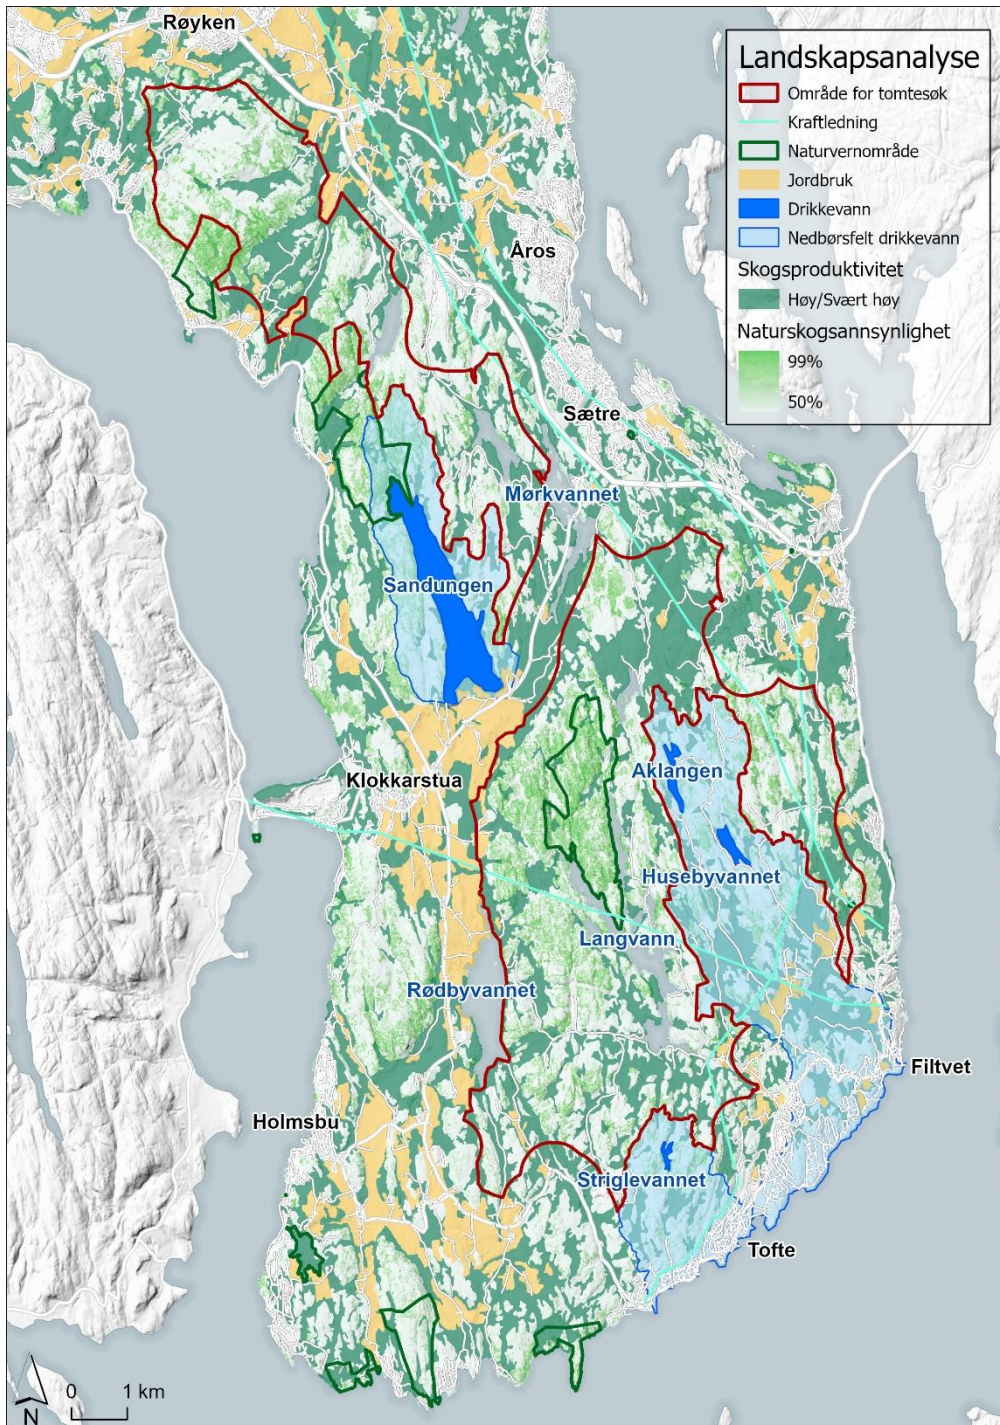 Røyken
Landskapsanalyse
Område for tomtesøk
Kraftledning
Naturvernområde
Jordbruk
Drikkevann
Nedbørsfelt drikkevann
Skogsproduktivitet
Høy/Svært høy
Naturskogsannsynlighet
99%
50%
Åros
Sætre
Mørkvannet
Sandungen
Klokkarstua
Aklangen
Husebyvannet
Langvann
Rødbyvannet
Filtvet
Holmsbu
Striglevannet
Tofte
N
0 1 km